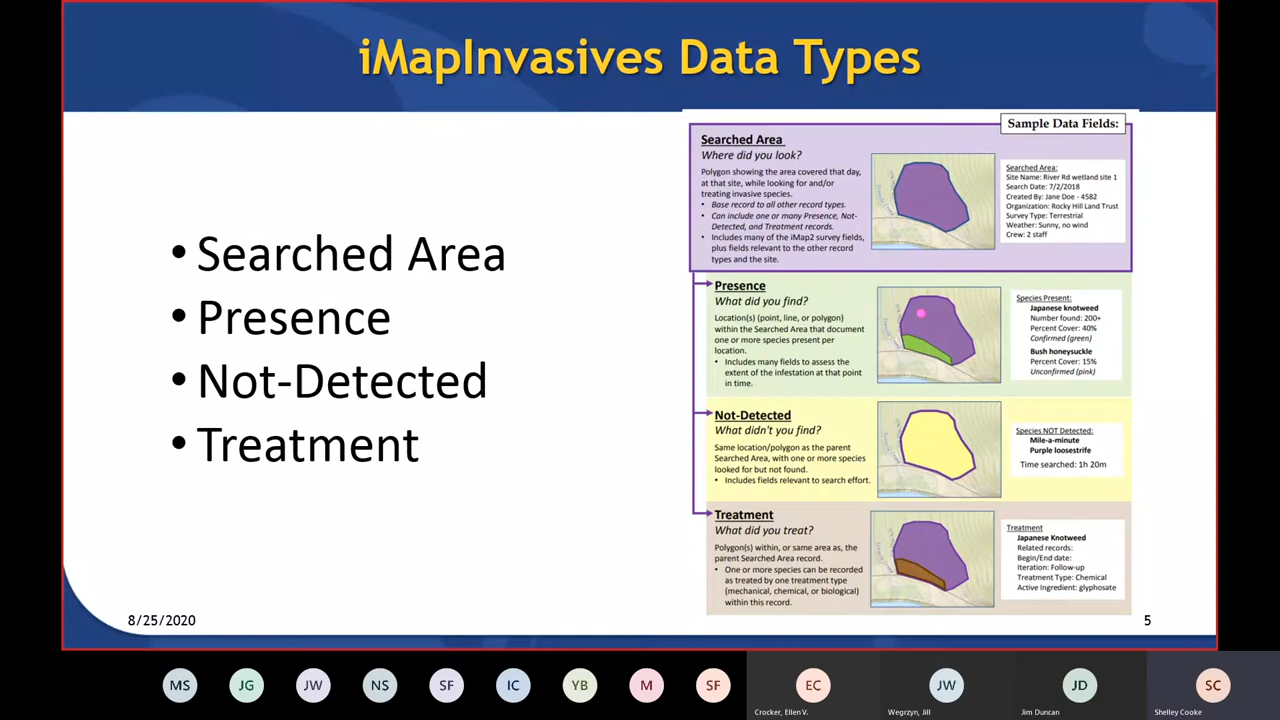 iMapInvasives Data Types
• Searched Area
• Presence
• Not-Detected
• Treatment
Sample Data Fields:
Searched Area
Where did you look?
Polygon showing the area covered that day,
at that site, while looking for and/or
treating invasive species.
• Base record to all other record types.
• Can include one or many Presence, Not-
Detected, and Treatment records.
• Includes many of the iMap2 survey fields,
plus fields relevant to the other record
types and the site.
Searched Area:
Site Name: River Rd wetland site 1
Search Date: 7/2/2018
Created By: Jane Doe - 4582
Organization: Rocky Hill Land Trust
Survey Type: Terrestrial
Weather: Sunny, no wind
Crew: 2 staff
Presence
What did you find?
Location(s) (point, line, or polygon)
within the Searched Area that document
one or more species present per
location.
• Includes many fields to assess the
extent of the infestation at that point
in time.
Species Present:
Japanese knotweed
Number found: 200+
Percent Cover: 40%
Confirmed (green)
Bush honeysuckle
Percent Cover: 15%
Unconfirmed (pink)
Not-Detected
What didn't you find?
Same location/polygon as the parent
Searched Area, with one or more species
looked for but not found.
• Includes fields relevant to search effort.
Species NOT Detected:
Mile-a-minute
Purple loosestrife
Time searched: 1h 20m
Treatment
What did you treat?
Polygon(s) within, or same area as, the
parent Searched Area record.
• One or more species can be recorded
as treated by one treatment type
(mechanical, chemical, or biological)
within this record.
Treatment
Japanese Knotweed
Related records:
Begin/End date:
Iteration: Follow-up
Treatment Type: Chemical
Active Ingredient: glyphosate
8/25/2020
5
MS
JG
JW
NS
SF
IC
YB
M
SF
EC
Crocker, Ellen V.
JW
Wegrzyn, Jill
JD
Jim Duncan
SC
Shelley Cooke